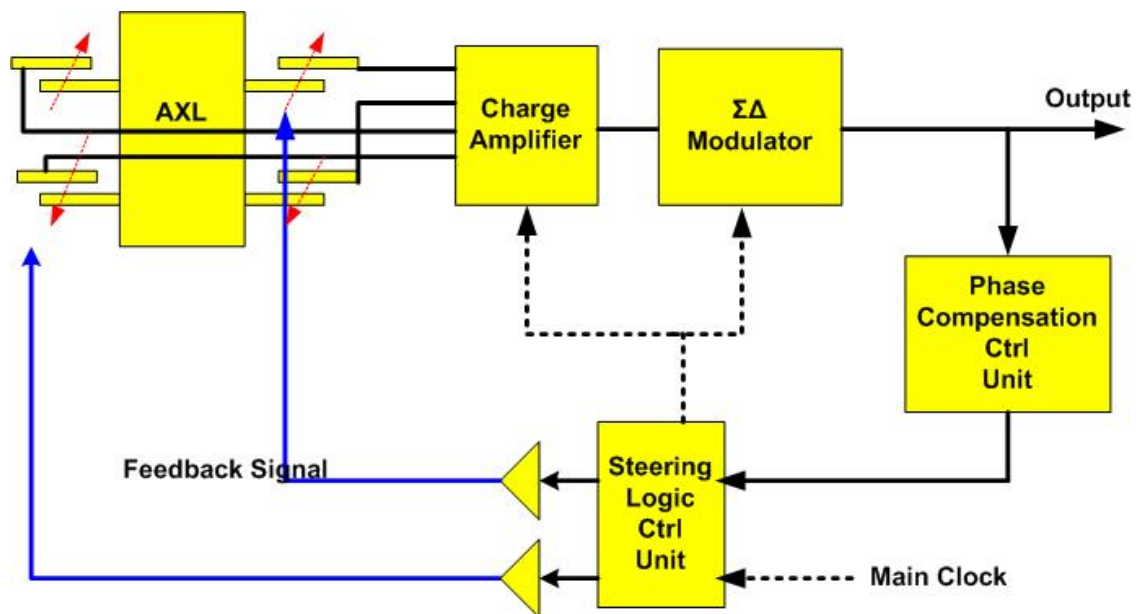 AXL
Charge
Amplifier
ΣΔ
Modulator
Output
Phase
Compensation
Ctrl
Unit
Feedback Signal
Steering
Logic
Ctrl
Unit
Main Clock